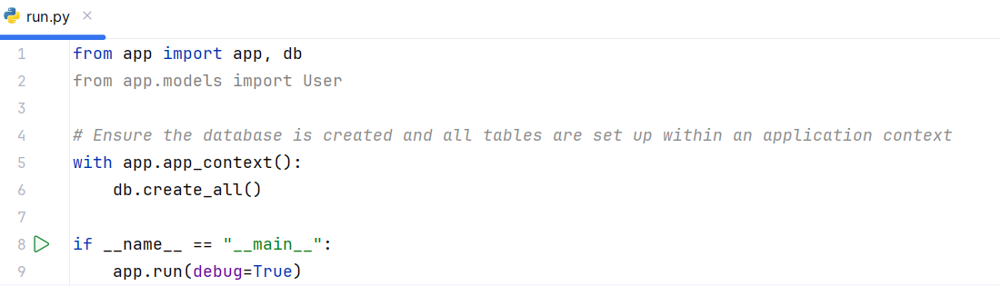 run.py
1 from app import app, db
2 from app.models import User
3
4 # Ensure the database is created and all tables are set up within an application context
5 with app.app_context():
6     db.create_all()
7
8 if __name__ == "__main__":
9     app.run(debug=True)